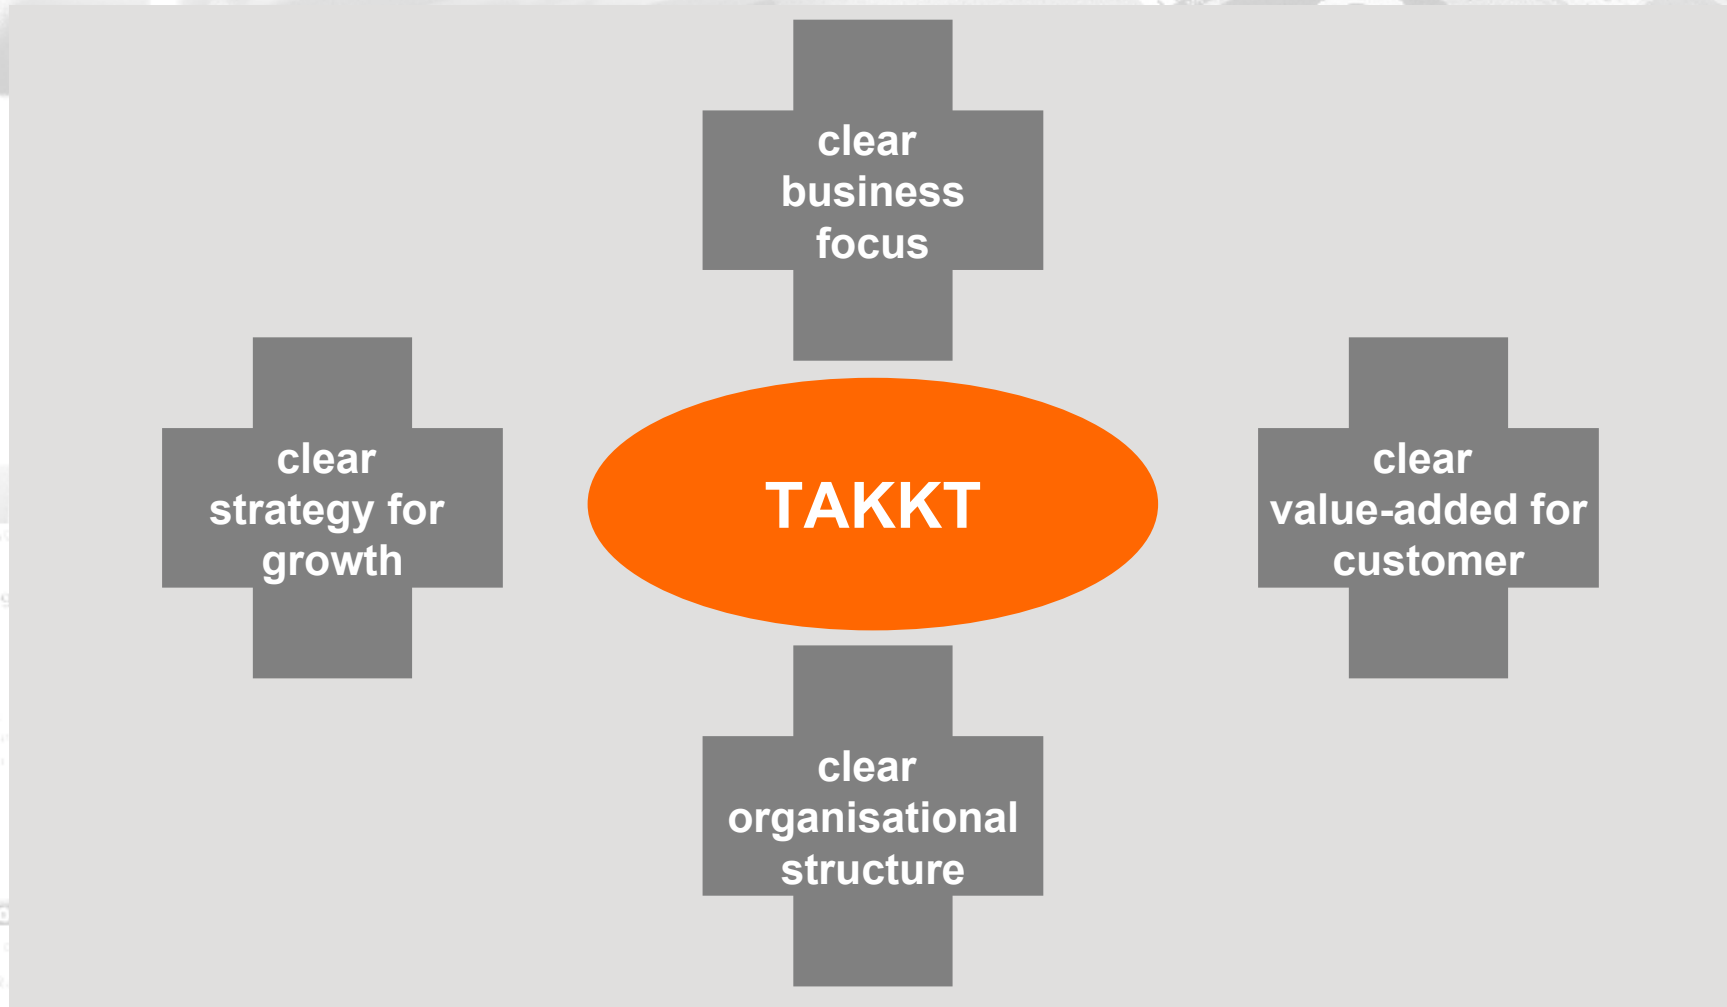 clear
business
focus
clear
strategy for
growth
TAKKT
clear
value-added for
customer
clear
organisational
structure